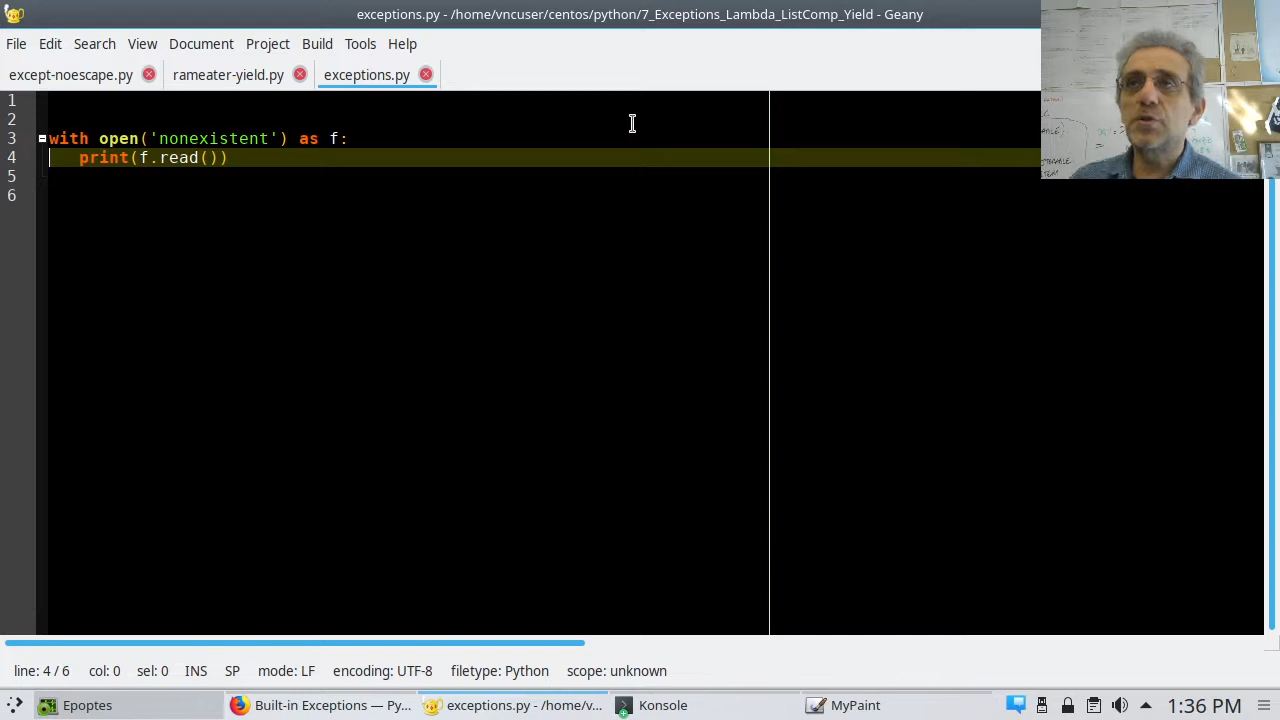 exceptions.py - /home/vncuser/centos/python/7_Exceptions_Lambda_ListComp_Yield - Geany
File Edit Search View Document Project Build Tools Help
except-noescape.py rameater-yield.py exceptions.py
1
2
3 with open('nonexistent') as f:
4 print(f.read())
5
6
line: 4 / 6 col: 0 sel: 0 INS SP mode: LF encoding: UTF-8 filetype: Python scope: unknown
Epoptes Built-in Exceptions — Py... exceptions.py - /home/v... Konsole MyPaint 1:36 PM